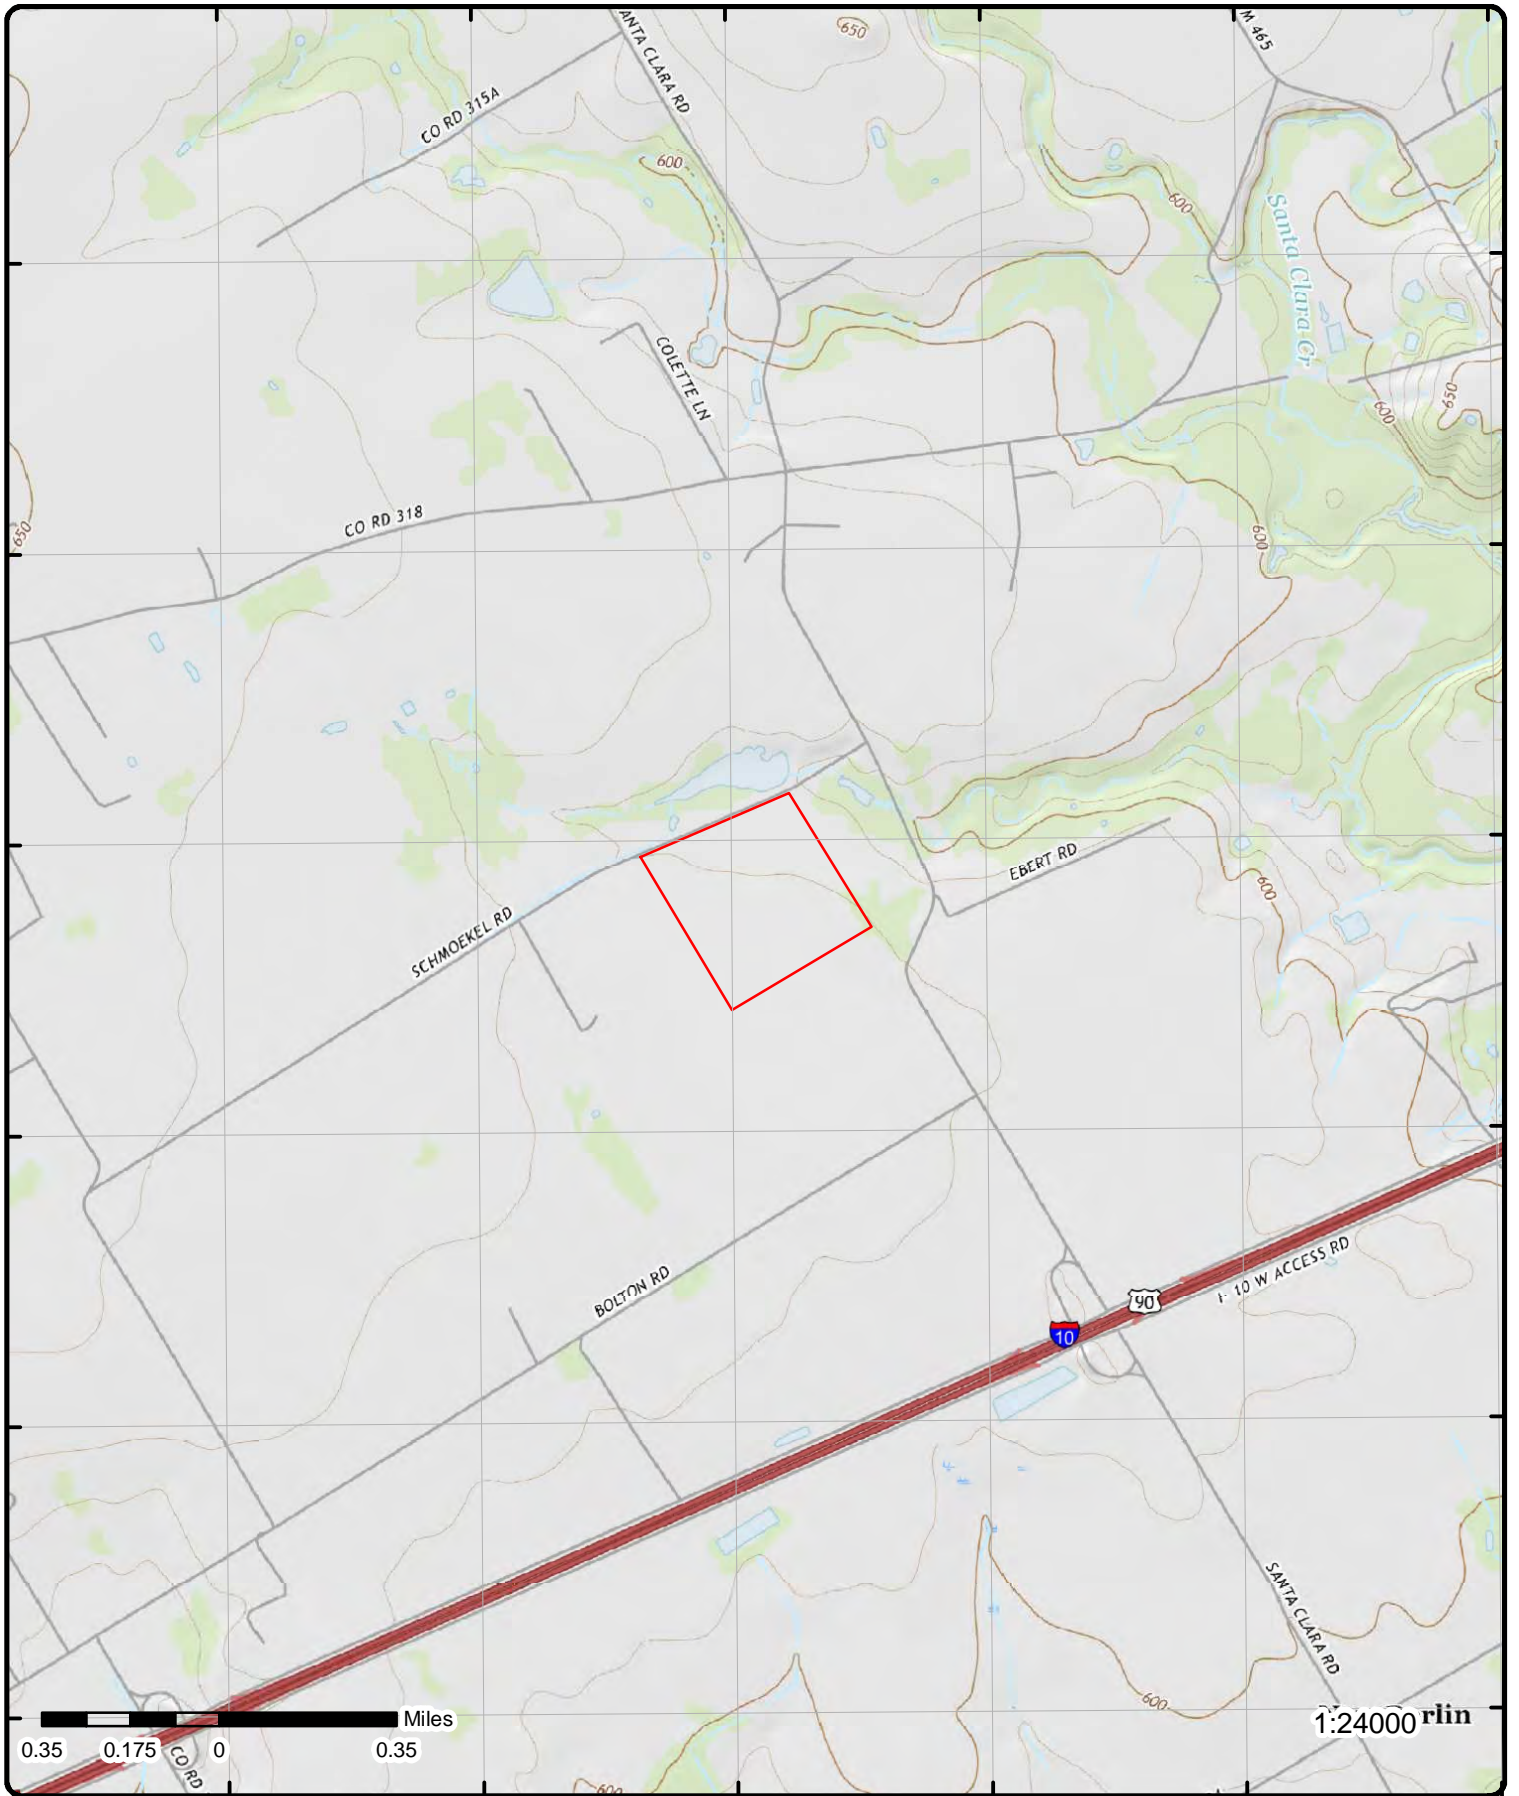 ANTA CLARA RD
650
M 465
CO RD 315A
600
600
Santa Clara Cr
COLETTE LN
650
600
CO RD 318
650
600
EBERT RD
600
SCHMOEKEL RD
BOLTON RD
I- 10 W ACCESS RD
90
10
SANTA CLARA RD
600
rlin
1:24000
Miles
0.35 0.175 0 0.35
CO RD
600